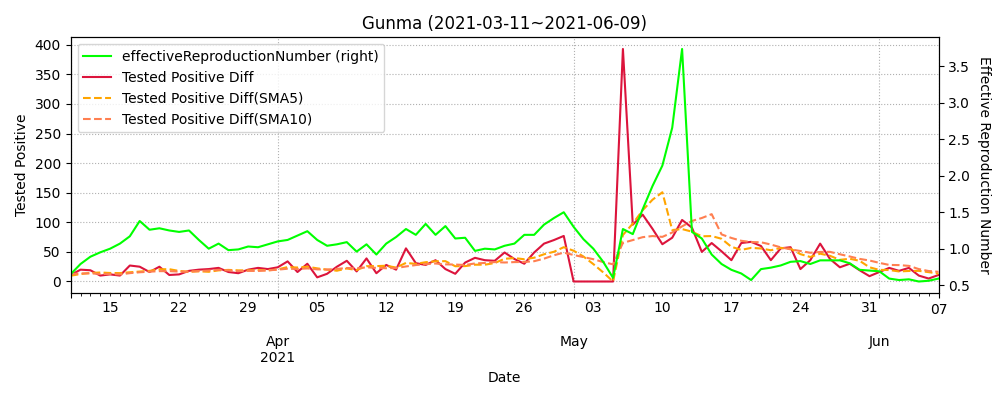 Gunma (2021-03-11~2021-06-09)
effectiveReproductionNumber (right)
Tested Positive Diff
Tested Positive Diff(SMA5)
Tested Positive Diff(SMA10)
Tested Positive
400
350
300
250
200
150
100
50
0
3.5
3.0
2.5
2.0
1.5
1.0
0.5
Effective Reproduction Number
15 22 29 05 12 19 26 03 10 17 24 31 07
Apr May Jun
2021
Date